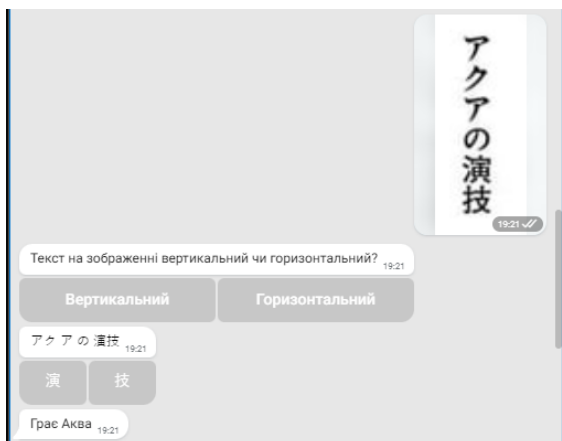 アクアの演技
19:21
Текст на зображенні вертикальний чи горизонтальний? 19:21
Вертикальний Горизонтальний
アク ア の 演技 19:21
演 技
Грає Аква 19:21